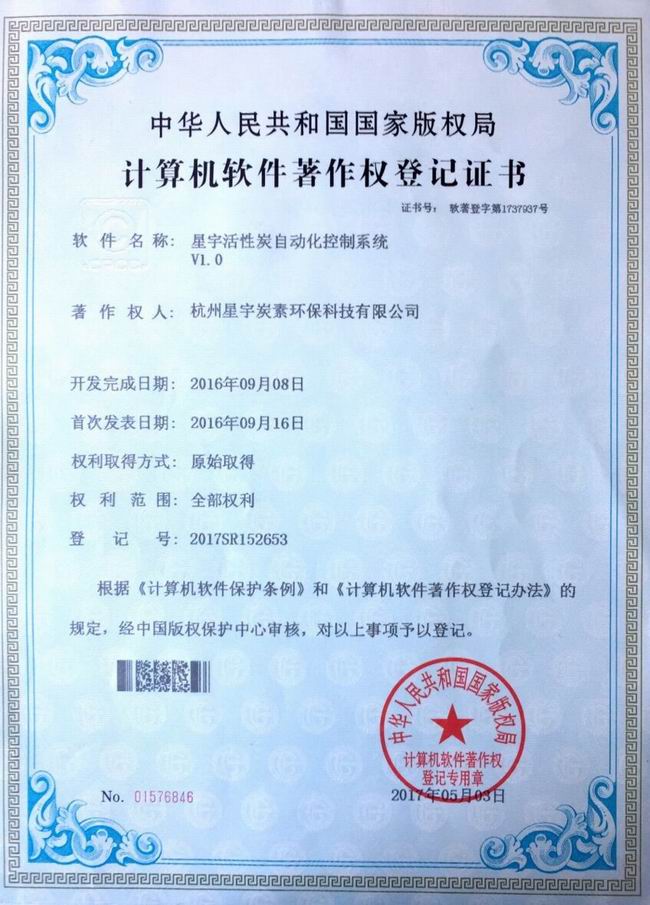 中华人民共和国国家版权局
计算机软件著作权登记证书
证书号: 软著登字第1737937号
软件名称: 星宇活性炭自动化控制系统
V1.0
著作权人: 杭州星宇炭素环保科技有限公司
开发完成日期: 2016年09月08日
首次发表日期: 2016年09月16日
权利取得方式: 原始取得
权利范围: 全部权利
登记号: 2017SR152653
根据《计算机软件保护条例》和《计算机软件著作权登记办法》的
规定,经中国版权保护中心审核,对以上事项予以登记。
中华人民共和国国家版权局
计算机软件著作权
登记专用章
No. 01576846
2017年05月03日